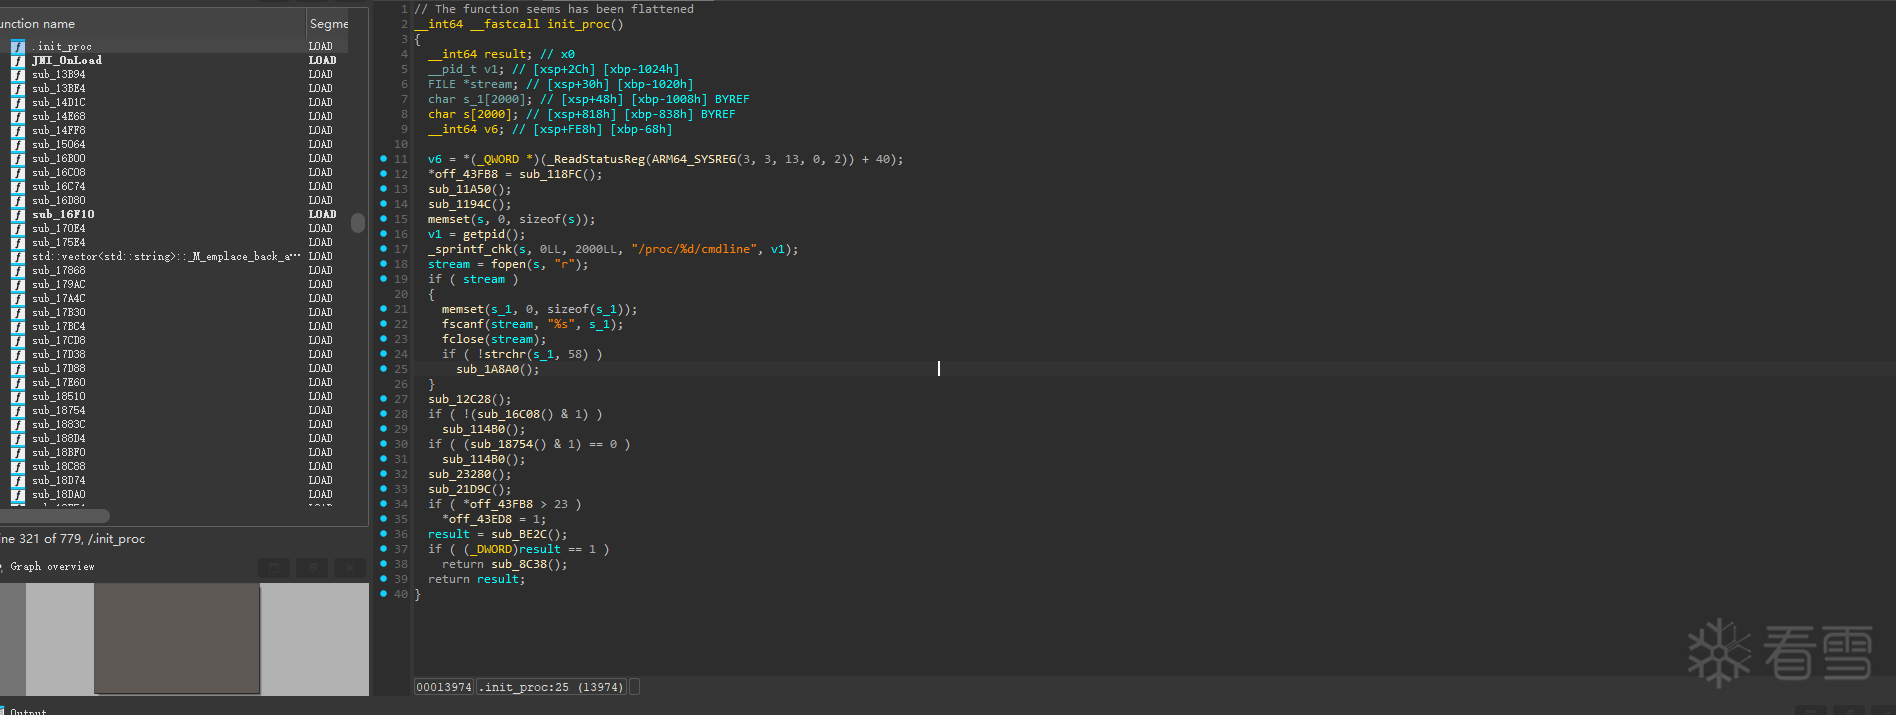 unction name
Segme
.init_proc LOAD
JNI_OnLoad LOAD
sub_13B94 LOAD
sub_13BE4 LOAD
sub_14D1C LOAD
sub_14E68 LOAD
sub_14FF8 LOAD
sub_15064 LOAD
sub_16B00 LOAD
sub_16C08 LOAD
sub_16C74 LOAD
sub_16D80 LOAD
sub_16F10 LOAD
sub_170E4 LOAD
sub_175E4 LOAD
std::vector<std::string>::_M_emplace_back_a··· LOAD
sub_17868 LOAD
sub_179AC LOAD
sub_17A4C LOAD
sub_17B30 LOAD
sub_17BC4 LOAD
sub_17CD8 LOAD
sub_17D38 LOAD
sub_17D88 LOAD
sub_17E60 LOAD
sub_18510 LOAD
sub_18754 LOAD
sub_1883C LOAD
sub_188D4 LOAD
sub_18BF0 LOAD
sub_18C88 LOAD
sub_18D74 LOAD
sub_18DA0 LOAD
ine 321 of 779, /.init_proc
Graph overview
Output
1 // The function seems has been flattened
2 __int64 __fastcall init_proc()
3 {
4 __int64 result; // x0
5 __pid_t v1; // [xsp+2Ch] [xbp-1024h]
6 FILE *stream; // [xsp+30h] [xbp-1020h]
7 char s_1[2000]; // [xsp+48h] [xbp-1008h] BYREF
8 char s[2000]; // [xsp+818h] [xbp-838h] BYREF
9 __int64 v6; // [xsp+FE8h] [xbp-68h]
10
11 v6 = *(_QWORD *)(_ReadStatusReg(ARM64_SYSREG(3, 3, 13, 0, 2)) + 40);
12 *off_43FB8 = sub_118FC();
13 sub_11A50();
14 sub_1194C();
15 memset(s, 0, sizeof(s));
16 v1 = getpid();
17 _sprintf_chk(s, 0LL, 2000LL, "/proc/%d/cmdline", v1);
18 stream = fopen(s, "r");
19 if ( stream )
20 {
21 memset(s_1, 0, sizeof(s_1));
22 fscanf(stream, "%s", s_1);
23 fclose(stream);
24 if ( !strchr(s_1, 58) )
25 sub_1A8A0();
26 }
27 sub_12C28();
28 if ( !(sub_16C08() & 1) )
29 sub_114B0();
30 if ( (sub_18754() & 1) == 0 )
31 sub_114B0();
32 sub_23280();
33 sub_21D9C();
34 if ( *off_43FB8 > 23 )
35 *off_43ED8 = 1;
36 result = sub_BE2C();
37 if ( (_DWORD)result == 1 )
38 return sub_8C38();
39 return result;
40 }
00013974 .init_proc:25 (13974)
看雪